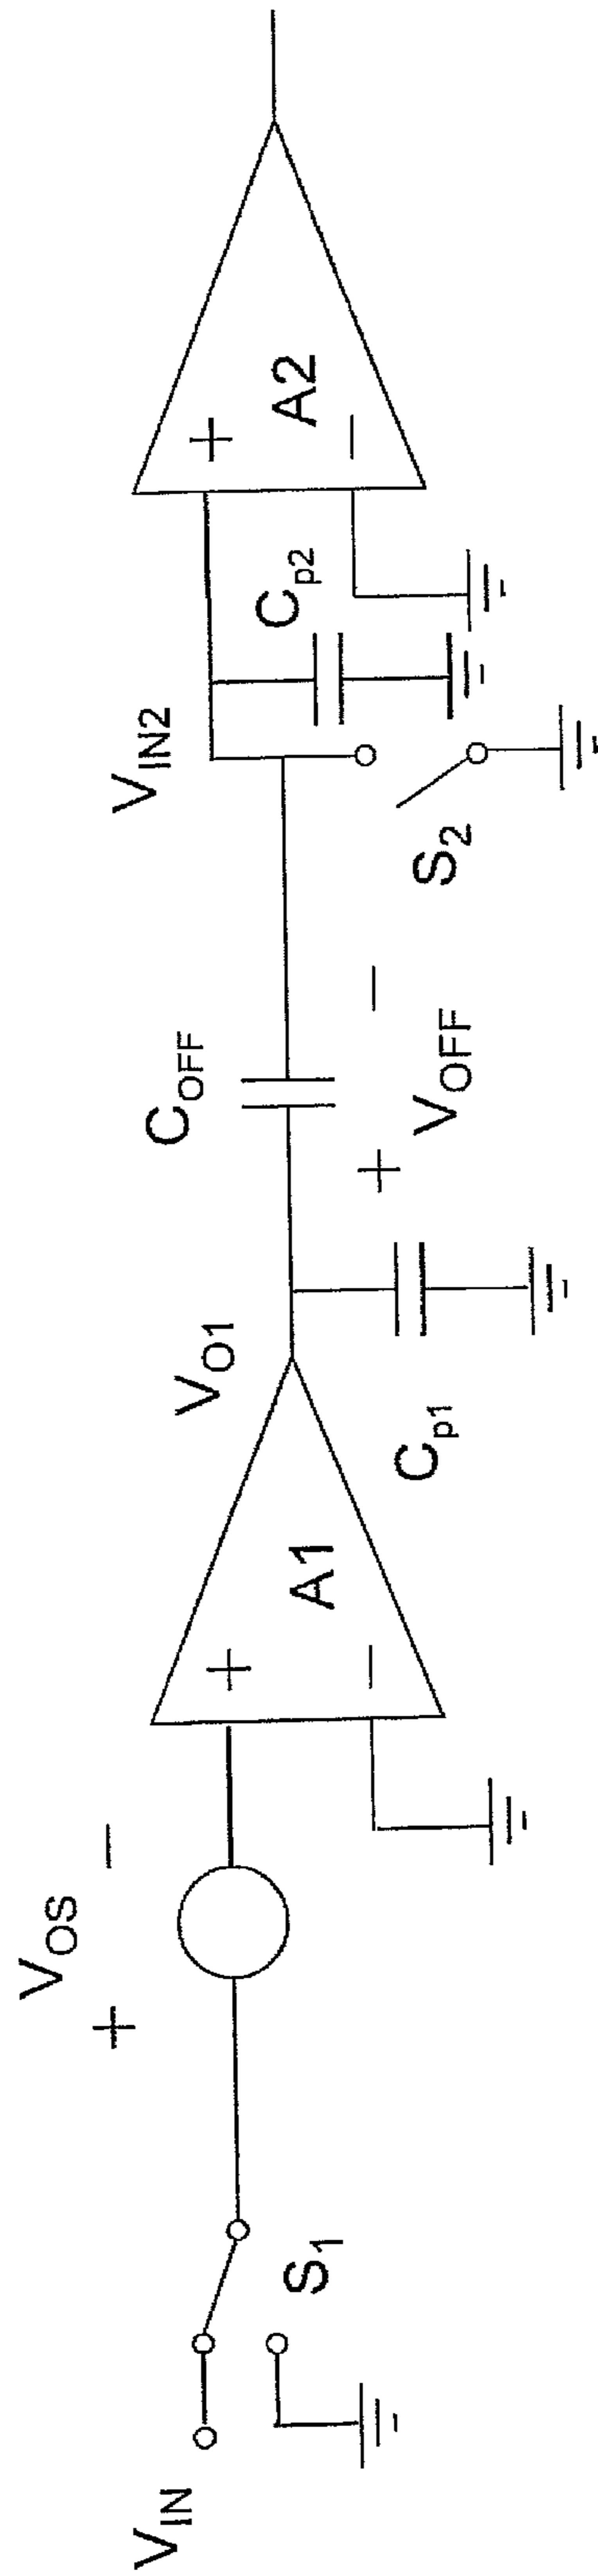 V_IN
S_1
+ V_OS −
+
−
A1
V_O1
C_p1
C_OFF
+ V_OFF −
V_IN2
S_2
C_p2
+
−
A2